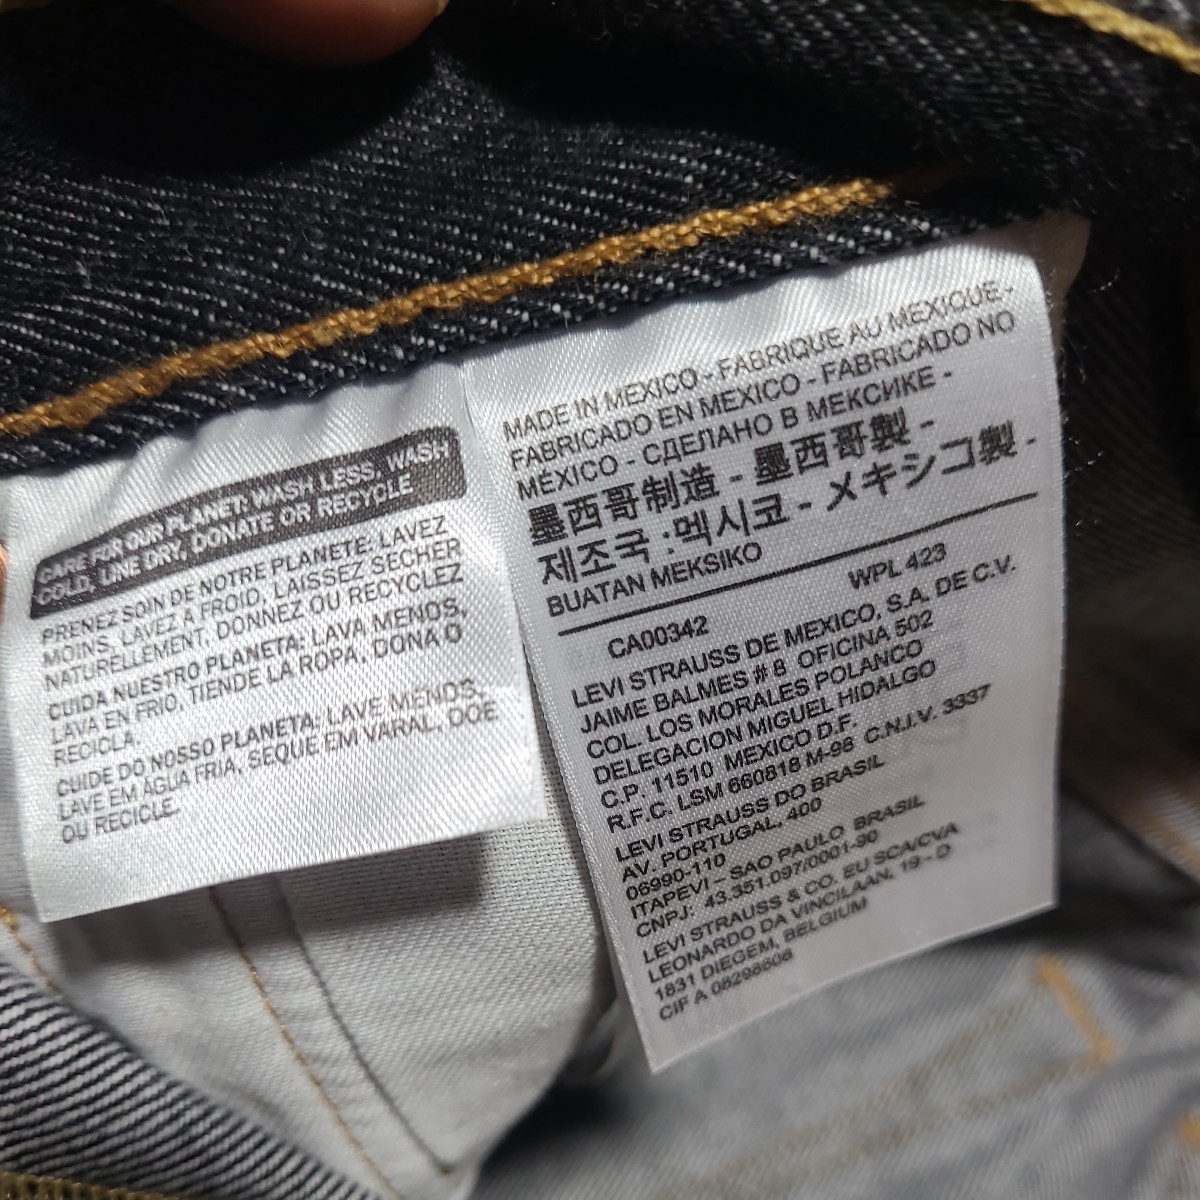 CARE FOR OUR PLANET: WASH LESS, WASH
COLD, LINE DRY, DONATE OR RECYCLE
PRENEZ SOIN DE NOTRE PLANETE: LAVEZ
MOINS, LAVEZ À FROID, LAISSEZ SÉCHER
NATURELLEMENT, DONNEZ OU RECYCLEZ
CUIDA NUESTRO PLANETA: LAVA MENOS,
LAVA EN FRIO, TIENDE LA ROPA, DONA O
RECICLA.
CUIDE DO NOSSO PLANETA: LAVE MENOS,
LAVE EM ÁGUA FRIA, SEQUE EM VARAL, DOE
OU RECICLE.
MADE IN MEXICO - FABRIQUE AU MEXIQUE -
FABRICADO EN MEXICO - FABRICADO NO
MÉXICO - СДЕЛАНО В МЕКСИКЕ -
墨西哥制造 - 墨西哥製 -
제조국 :멕시코 - メキシコ製 -
BUATAN MEKSIKO
CA00342 WPL 423
LEVI STRAUSS DE MEXICO, S.A. DE C.V.
JAIME BALMES # 8 OFICINA 502
COL. LOS MORALES POLANCO
DELEGACION MIGUEL HIDALGO
C.P. 11510 MEXICO D.F.
R.F.C. LSM 660818 M-98 C.N.I.V. 3337
LEVI STRAUSS DO BRASIL
AV. PORTUGAL, 400
06990-110
ITAPEVI - SAO PAULO BRASIL
CNPJ: 43.351.097/0001-90
LEVI STRAUSS & CO. EU SCA/CVA
LEONARDO DA VINCILAAN, 19 - D
1831 DIEGEM, BELGIUM
CIF A 08298606